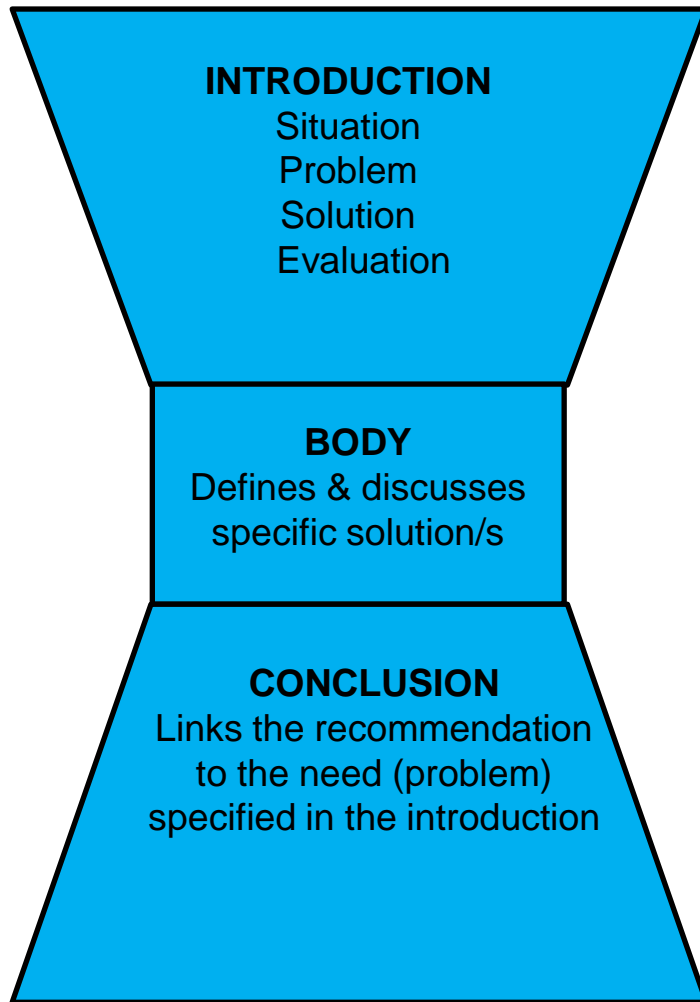 INTRODUCTION
Situation
Problem
Solution
Evaluation
BODY
Defines & discusses
specific solution/s
CONCLUSION
Links the recommendation
to the need (problem)
specified in the introduction